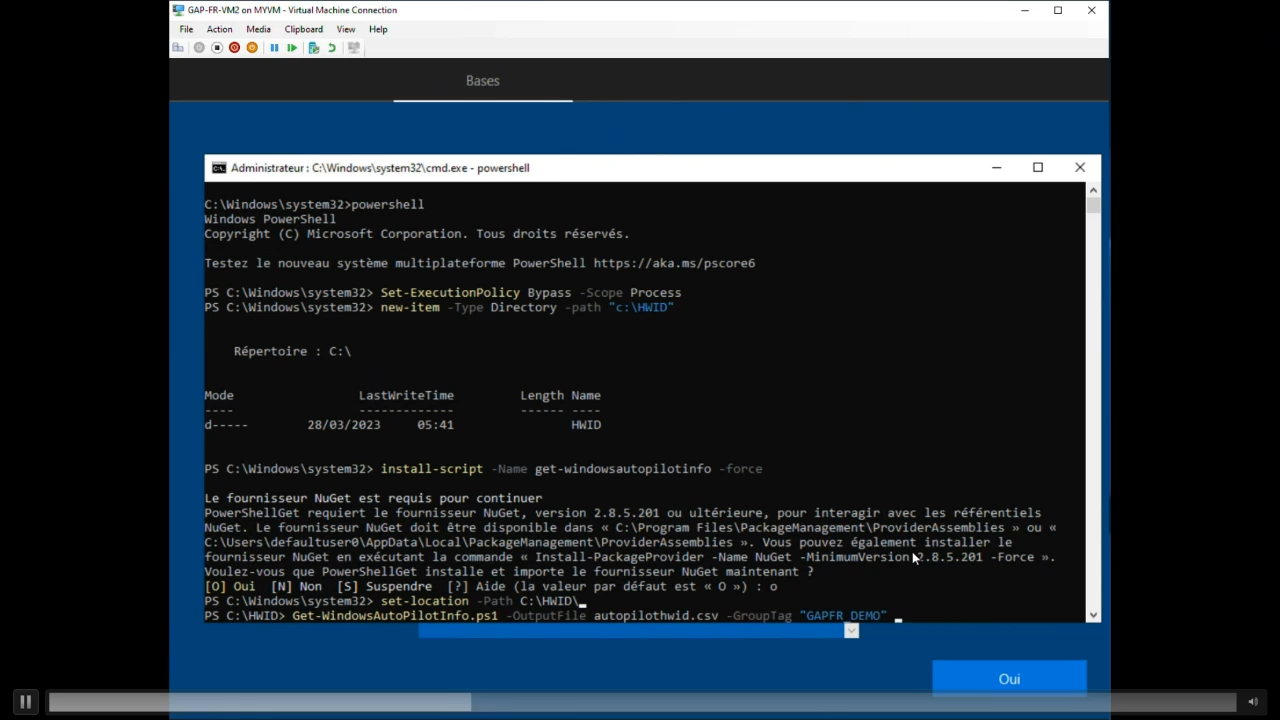 GAP-FR-VM2 on MYVM - Virtual Machine Connection
File Action Media Clipboard View Help
Bases
Administrateur : C:\Windows\system32\cmd.exe - powershell
C:\Windows\system32>powershell
Windows PowerShell
Copyright (C) Microsoft Corporation. Tous droits réservés.
Testez le nouveau système multiplateforme PowerShell https://aka.ms/pscore6
PS C:\Windows\system32> Set-ExecutionPolicy Bypass -Scope Process
PS C:\Windows\system32> new-item -Type Directory -path "c:\HWID"
Répertoire : C:\
Mode LastWriteTime Length Name
---- ------------- ------ ----
d----- 28/03/2023 05:41 HWID
PS C:\Windows\system32> install-script -Name get-windowsautopilotinfo -force
Le fournisseur NuGet est requis pour continuer
PowerShellGet requiert le fournisseur NuGet, version 2.8.5.201 ou ultérieure, pour interagir avec les référentiels
NuGet. Le fournisseur NuGet doit être disponible dans « C:\Program Files\PackageManagement\ProviderAssemblies » ou «
C:\Users\defaultuser0\AppData\Local\PackageManagement\ProviderAssemblies ». Vous pouvez également installer le
fournisseur NuGet en exécutant la commande « Install-PackageProvider -Name NuGet -MinimumVersion 2.8.5.201 -Force ».
Voulez-vous que PowerShellGet installe et importe le fournisseur NuGet maintenant ?
[O] Oui [N] Non [S] Suspendre [?] Aide (la valeur par défaut est « O ») : o
PS C:\Windows\system32> set-location -Path C:\HWID\
PS C:\HWID> Get-WindowsAutoPilotInfo.ps1 -OutputFile autopilothwid.csv -GroupTag "GAPFR_DEMO"
Oui